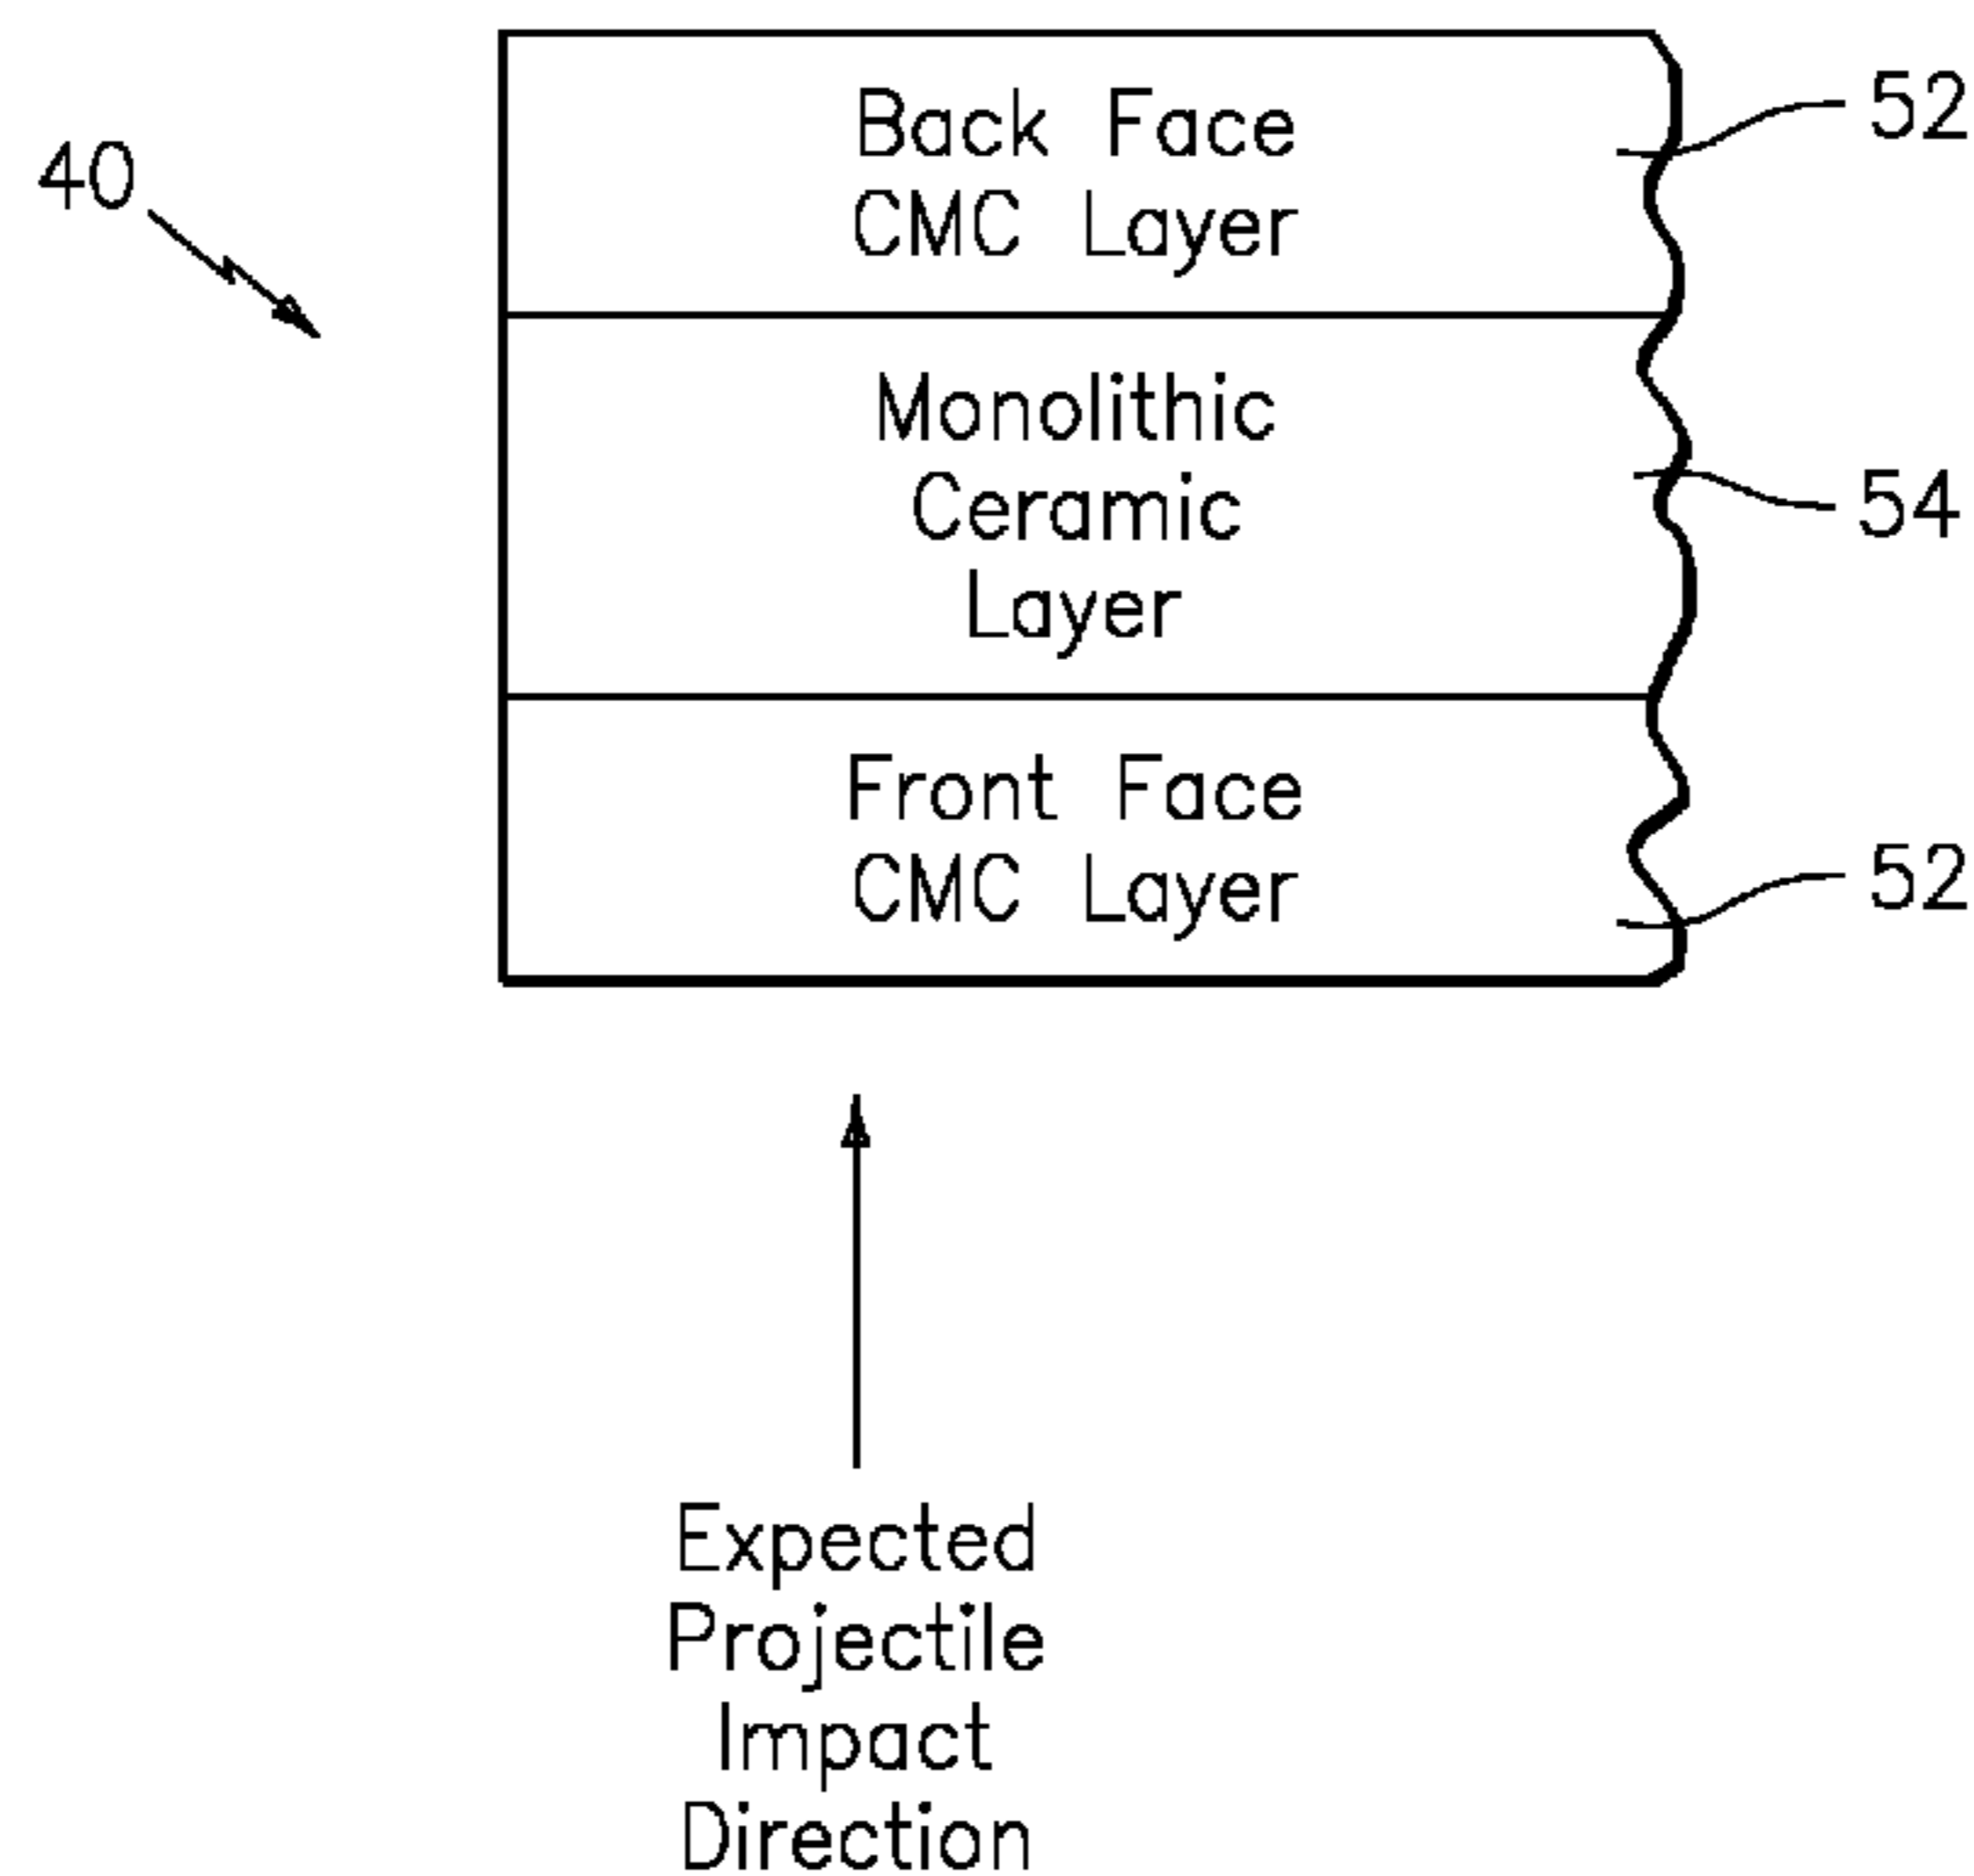 40
Back Face
CMC Layer
52
Monolithic
Ceramic
Layer
54
Front Face
CMC Layer
52
Expected
Projectile
Impact
Direction